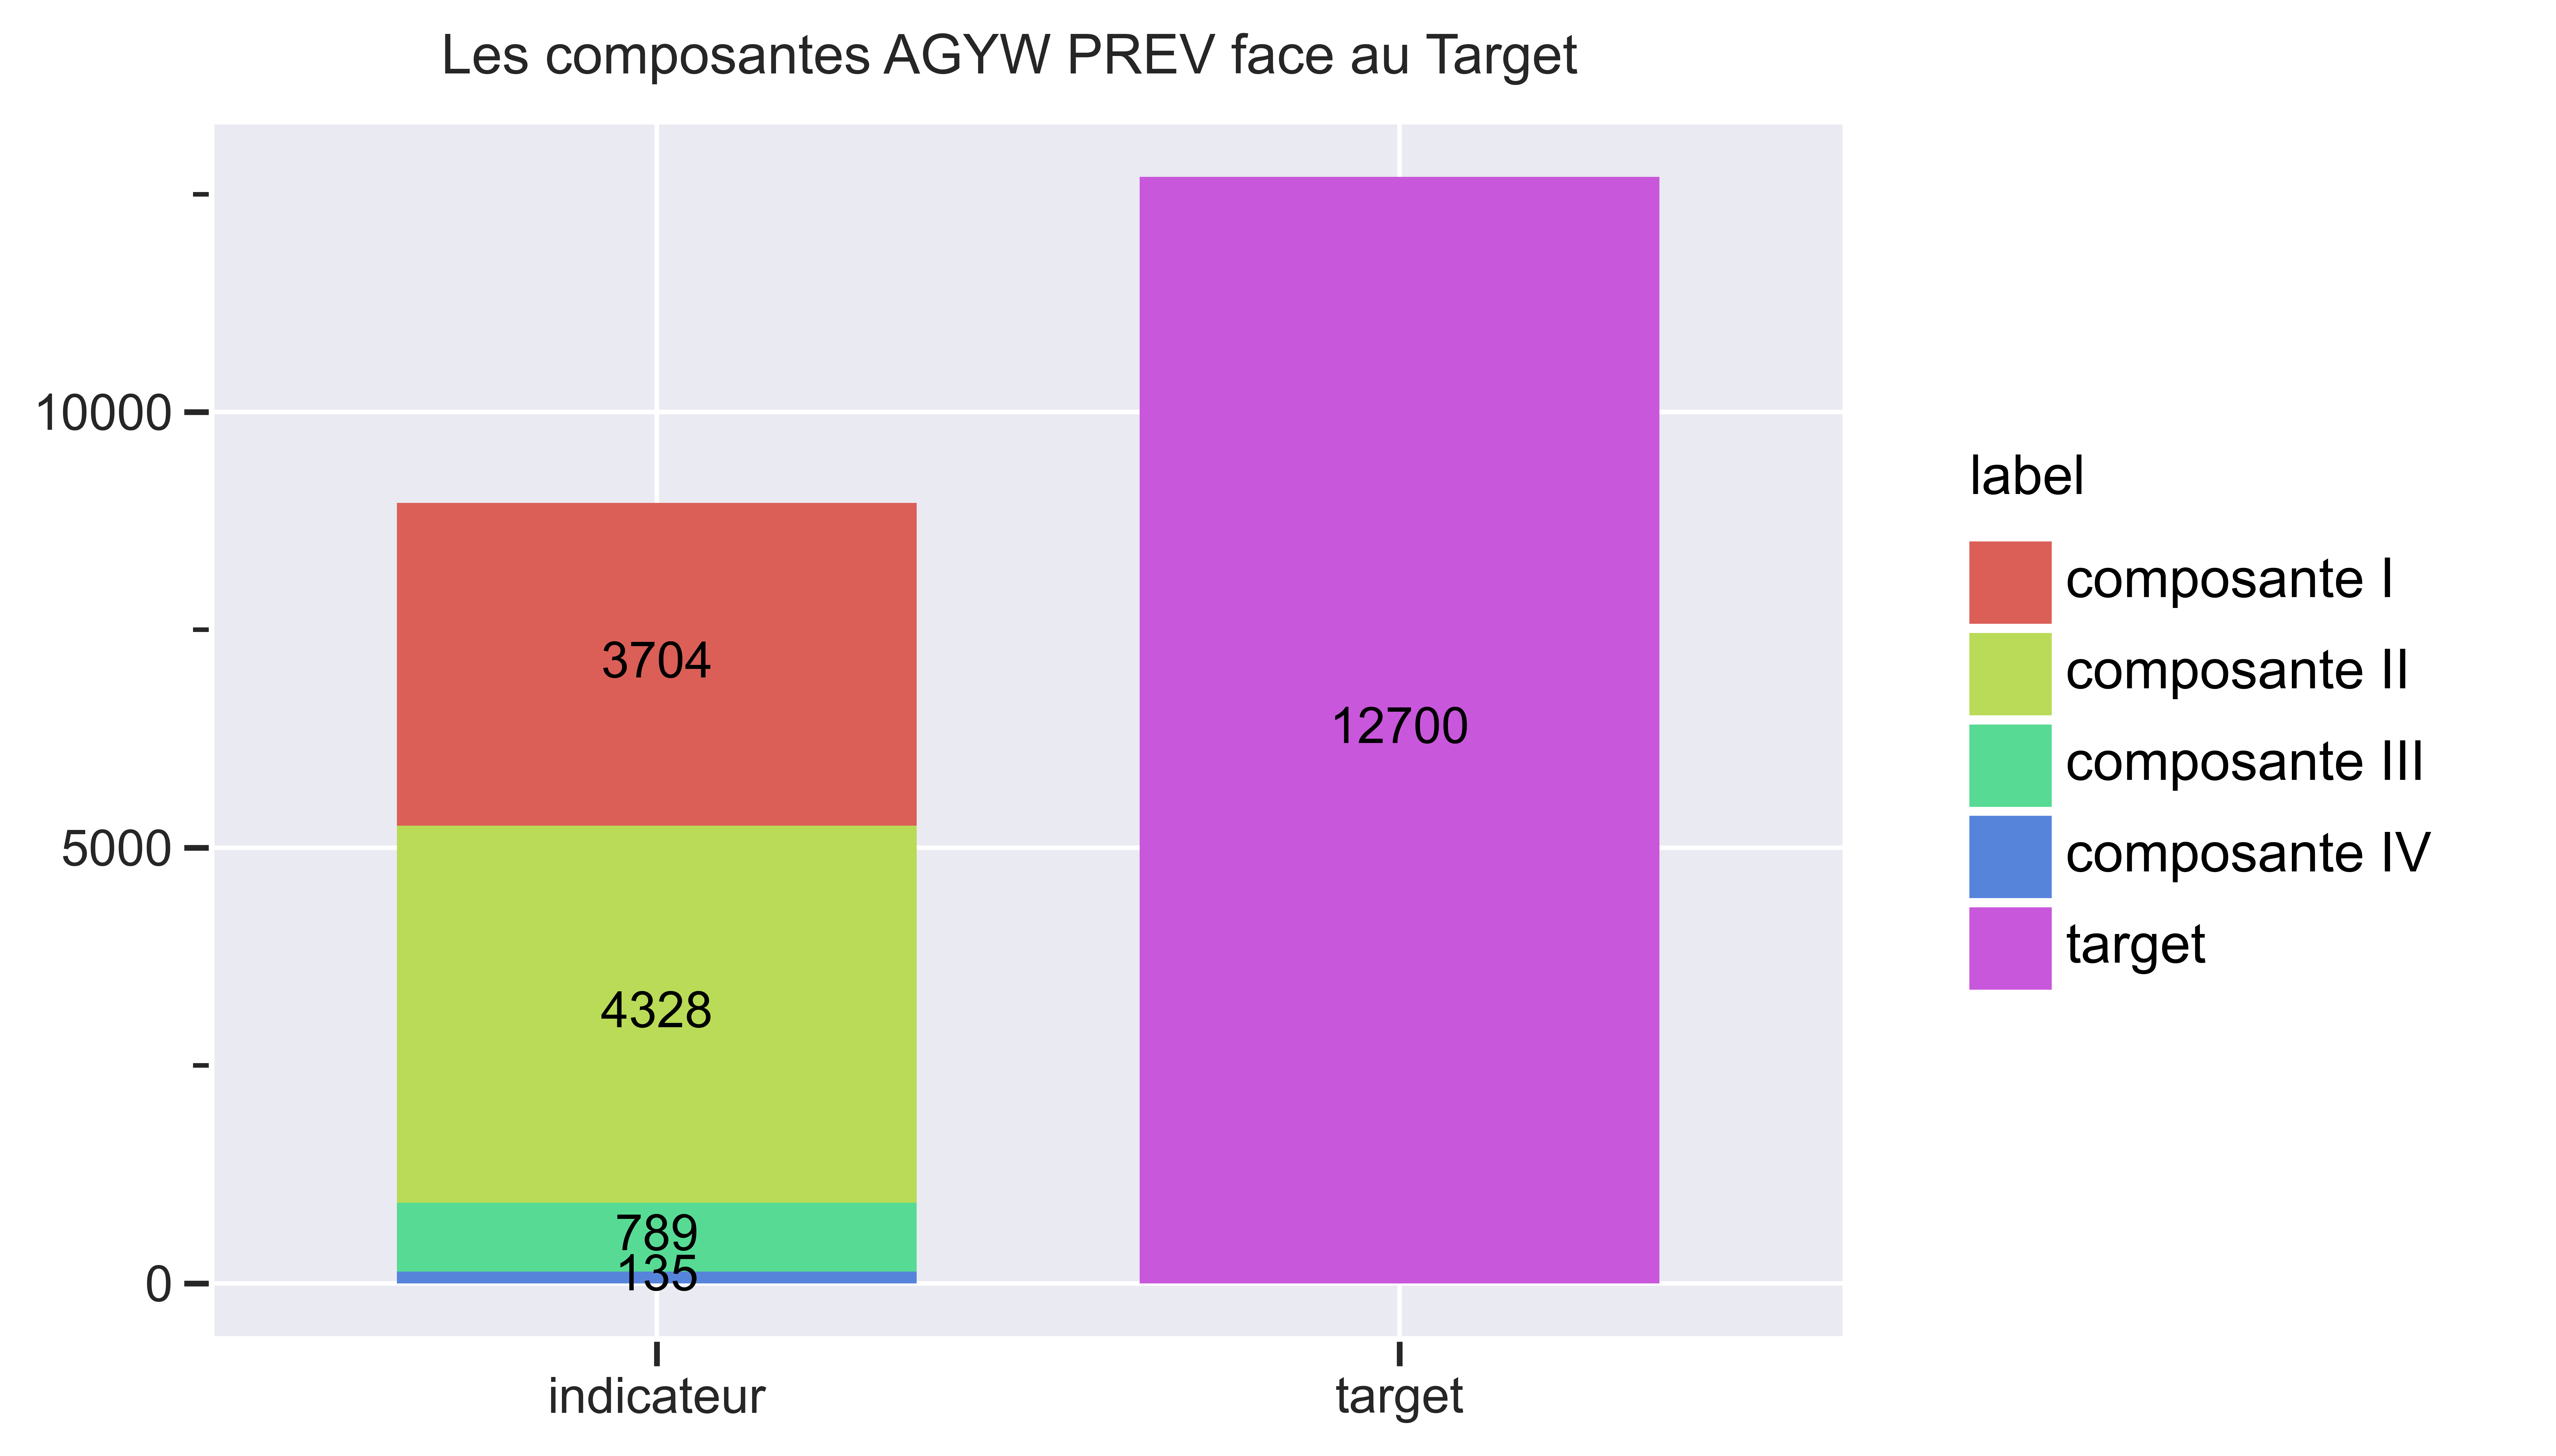 Les composantes AGYW PREV face au Target
10000
5000
0
3704
4328
789
135
12700
indicateur
target
label
composante I
composante II
composante III
composante IV
target